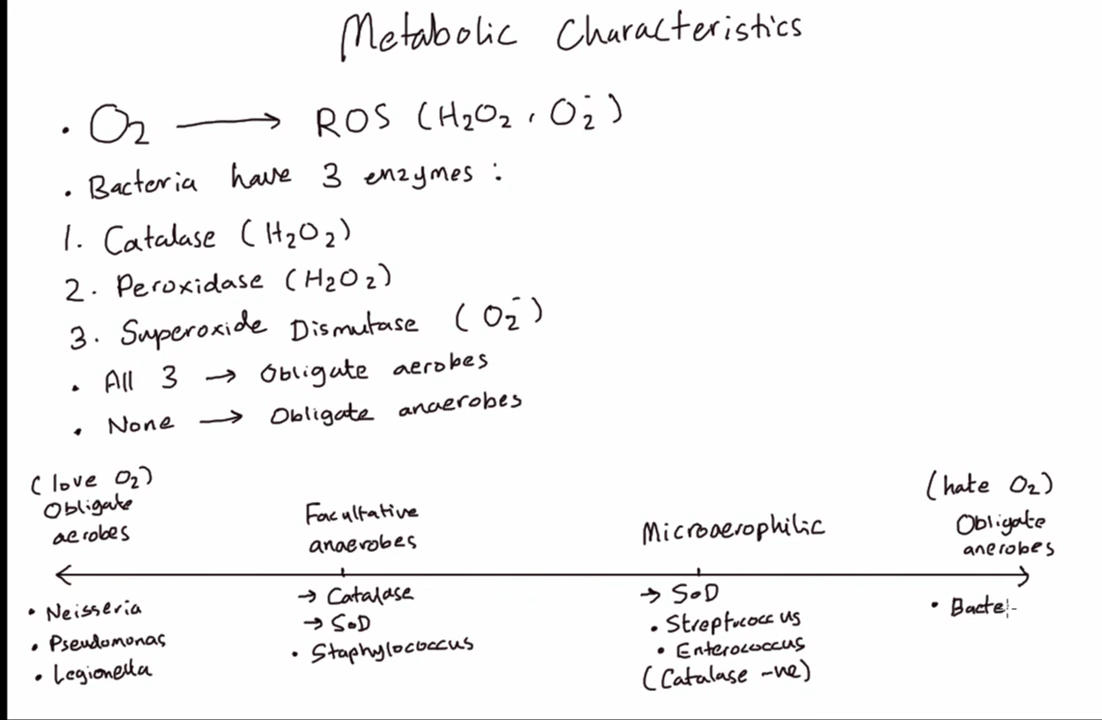 Metabolic Characteristics
• O₂ → ROS (H₂O₂, O₂⁻)
• Bacteria have 3 enzymes :
1. Catalase (H₂O₂)
2. Peroxidase (H₂O₂)
3. Superoxide Dismutase (O₂⁻)
• All 3 → Obligate aerobes
• None → Obligate anaerobes
(love O₂)
Obligate
aerobes
Facultative
anaerobes
Microaerophilic
(hate O₂)
Obligate
anerobes
• Neisseria
• Pseudomonas
• Legionella
→ Catalase
→ SOD
• Staphylococcus
→ SOD
• Streptococcus
• Enterococcus
(Catalase -ve)
• Bacte